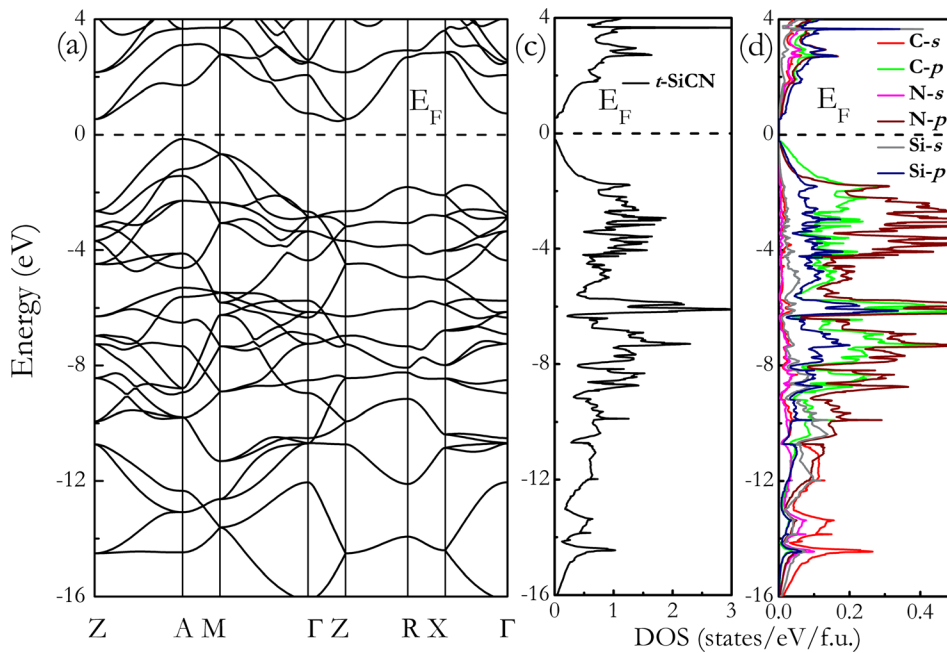 (a)
E_F
Energy (eV)
4
0
-4
-8
-12
-16
Z A M Γ Z R X Γ
(c)
t-SiCN
E_F
4
0
-4
-8
-12
-16
0 1 2 3
(d)
C-s
C-p
N-s
N-p
Si-s
Si-p
E_F
4
0
-4
-8
-12
-16
0.0 0.2 0.4
DOS (states/eV/f.u.)